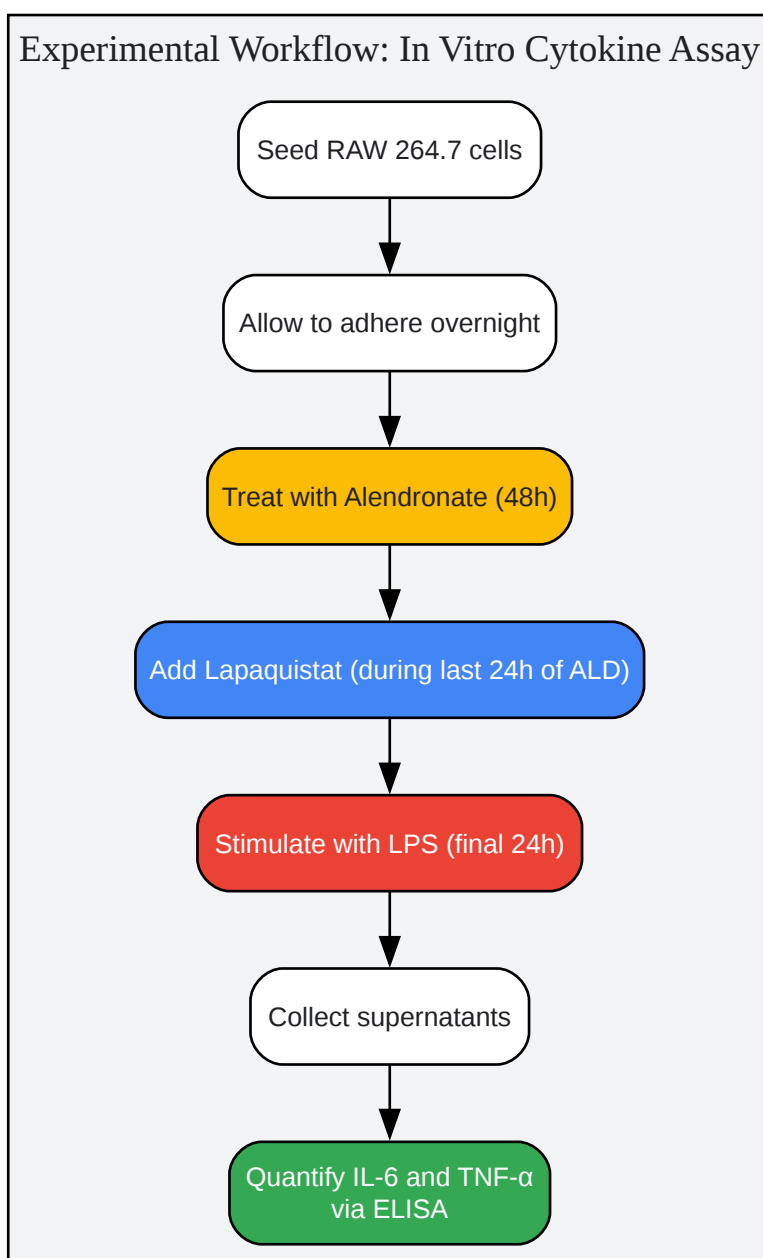 Experimental Workflow: In Vitro Cytokine Assay
Seed RAW 264.7 cells
Allow to adhere overnight
Treat with Alendronate (48h)
Add Lapaquistat (during last 24h of ALD)
Stimulate with LPS (final 24h)
Collect supernatants
Quantify IL-6 and TNF-α
via ELISA